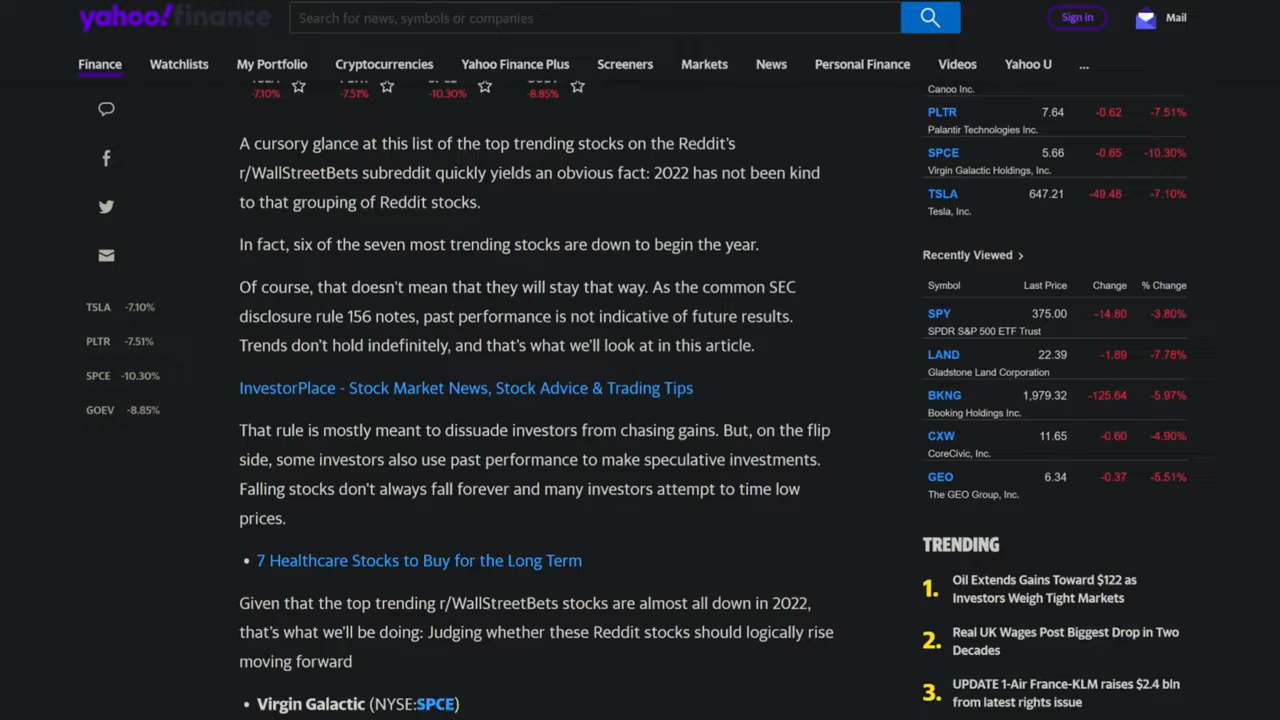 yahoo!finance
Search for news, symbols or companies
Sign in
Mail
Finance Watchlists My Portfolio Cryptocurrencies Yahoo Finance Plus Screeners Markets News Personal Finance Videos Yahoo U ...
-7.10% -7.51% -10.30% -8.85%
A cursory glance at this list of the top trending stocks on the Reddit's
r/WallStreetBets subreddit quickly yields an obvious fact: 2022 has not been kind
to that grouping of Reddit stocks.
In fact, six of the seven most trending stocks are down to begin the year.
Of course, that doesn't mean that they will stay that way. As the common SEC
disclosure rule 156 notes, past performance is not indicative of future results.
Trends don't hold indefinitely, and that's what we'll look at in this article.
InvestorPlace - Stock Market News, Stock Advice & Trading Tips
That rule is mostly meant to dissuade investors from chasing gains. But, on the flip
side, some investors also use past performance to make speculative investments.
Falling stocks don't always fall forever and many investors attempt to time low
prices.
• 7 Healthcare Stocks to Buy for the Long Term
Given that the top trending r/WallStreetBets stocks are almost all down in 2022,
that's what we'll be doing: Judging whether these Reddit stocks should logically rise
moving forward
• Virgin Galactic (NYSE:SPCE)
TSLA -7.10%
PLTR -7.51%
SPCE -10.30%
GOEV -8.85%
Canoo Inc.
PLTR 7.64 -0.62 -7.51%
Palantir Technologies Inc.
SPCE 5.66 -0.65 -10.30%
Virgin Galactic Holdings, Inc.
TSLA 647.21 -49.48 -7.10%
Tesla, Inc.
Recently Viewed >
Symbol Last Price Change % Change
SPY 375.00 -14.80 -3.80%
SPDR S&P 500 ETF Trust
LAND 22.39 -1.89 -7.78%
Gladstone Land Corporation
BKNG 1,979.32 -125.64 -5.97%
Booking Holdings Inc.
CXW 11.65 -0.60 -4.90%
CoreCivic, Inc.
GEO 6.34 -0.37 -5.51%
The GEO Group, Inc.
TRENDING
1. Oil Extends Gains Toward $122 as
Investors Weigh Tight Markets
2. Real UK Wages Post Biggest Drop in Two
Decades
3. UPDATE 1-Air France-KLM raises $2.4 bln
from latest rights issue